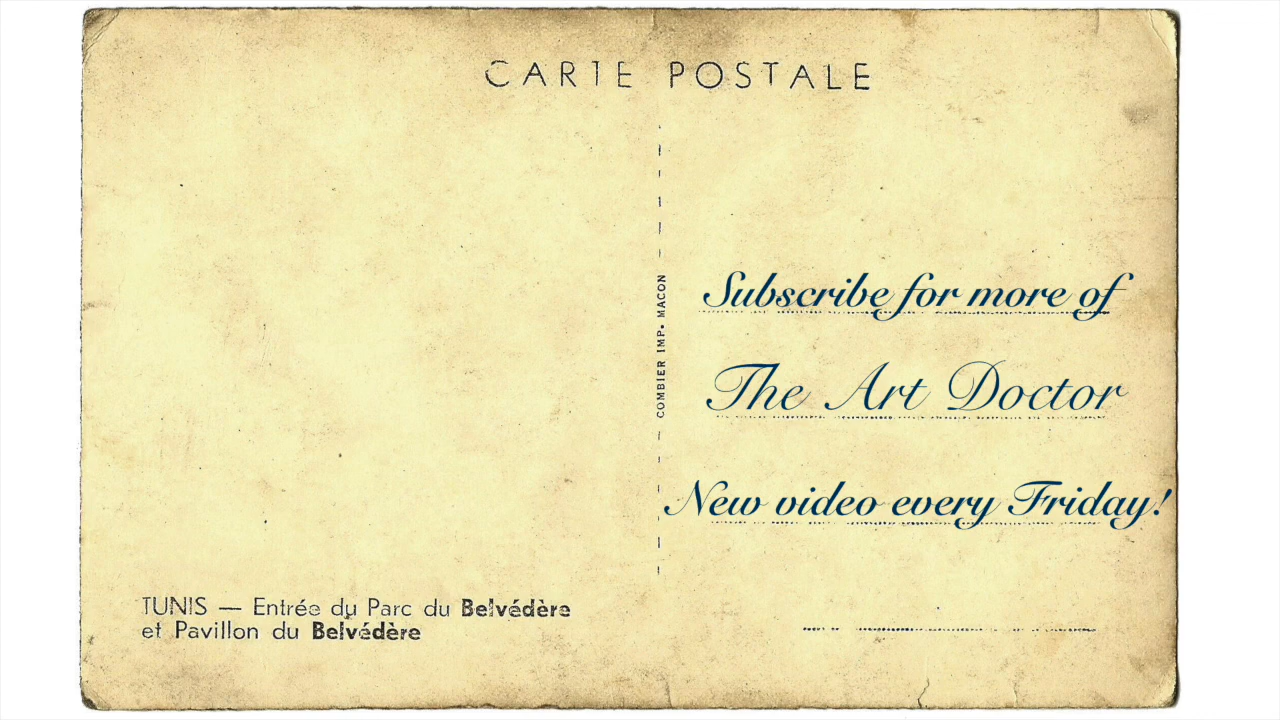 CARTE POSTALE
COMBIER IMP. MACON
Subscribe for more of
The Art Doctor
New video every Friday!
TUNIS — Entrée du Parc du Belvédère
et Pavillon du Belvédère